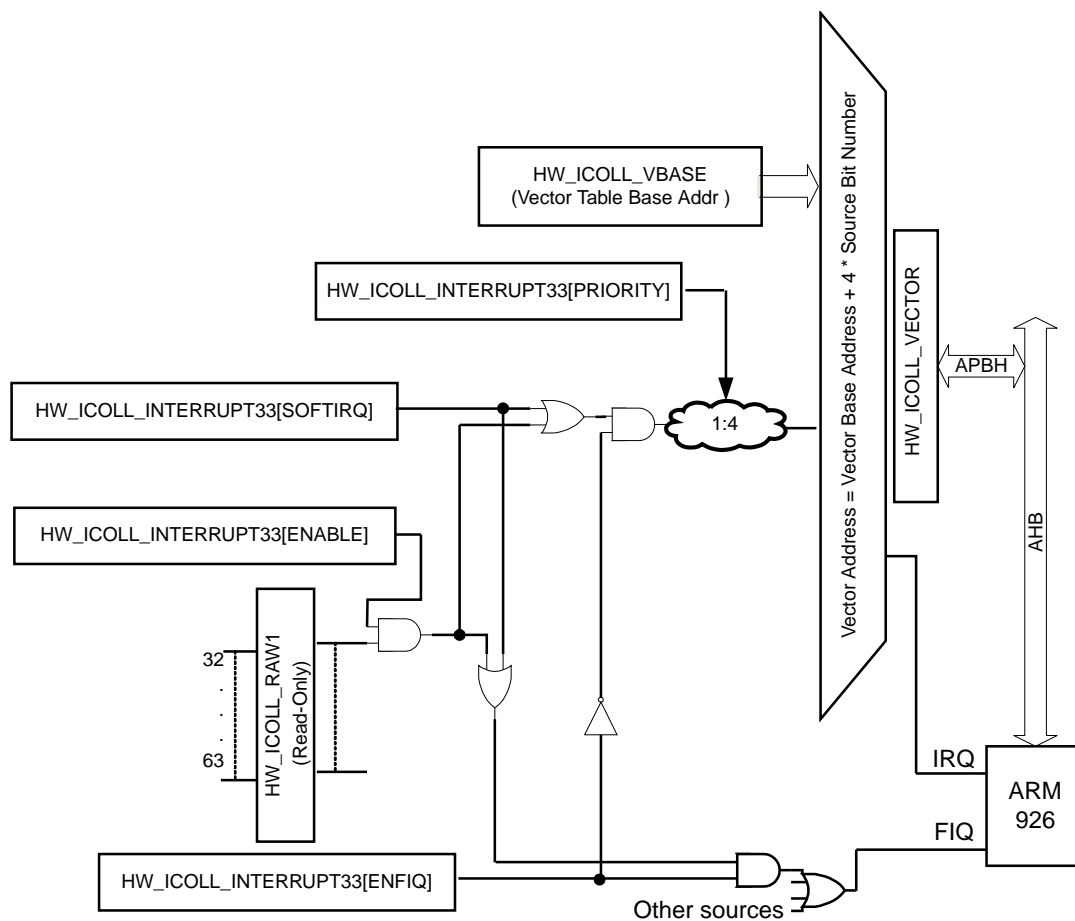 HW_ICOLL_VBASE
(Vector Table Base Addr )
HW_ICOLL_INTERRUPT33[PRIORITY]
Vector Address = Vector Base Address + 4 * Source Bit Number
HW_ICOLL_VECTOR
APBH
AHB
HW_ICOLL_INTERRUPT33[SOFTIRQ]
1:4
HW_ICOLL_INTERRUPT33[ENABLE]
32
.
.
.
63
HW_ICOLL_RAW1
(Read-Only)
IRQ
FIQ
ARM
926
HW_ICOLL_INTERRUPT33[ENFIQ]
Other sources